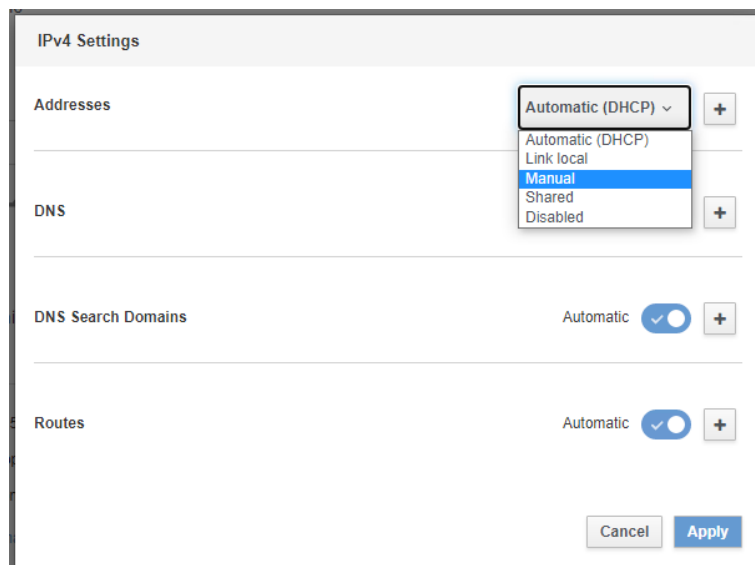 IPv4 Settings
Addresses
Automatic (DHCP)
+
Automatic (DHCP)
Link local
Manual
Shared
Disabled
DNS
+
DNS Search Domains
Automatic
+
Routes
Automatic
+
Cancel
Apply